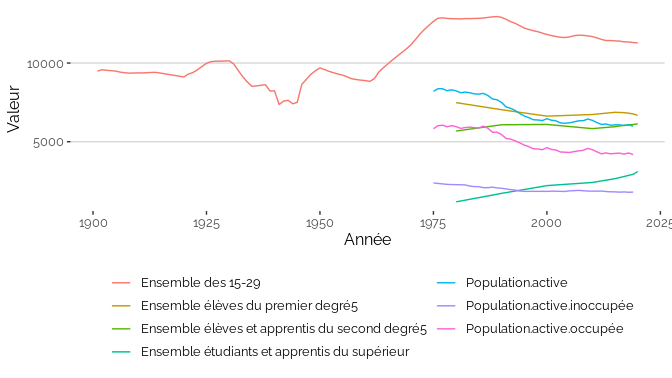 Valeur
10000
5000
1900 1925 1950 1975 2000 2025
Année
Ensemble des 15-29
Ensemble élèves du premier degré5
Ensemble élèves et apprentis du second degré5
Ensemble étudiants et apprentis du supérieur
Population.active
Population.active.inoccupée
Population.active.occupée